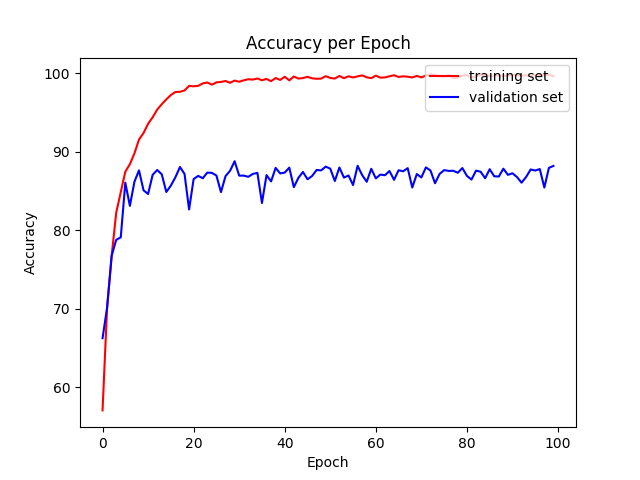 Accuracy per Epoch
100
90
80
70
60
Accuracy
training set
validation set
0 20 40 60 80 100
Epoch